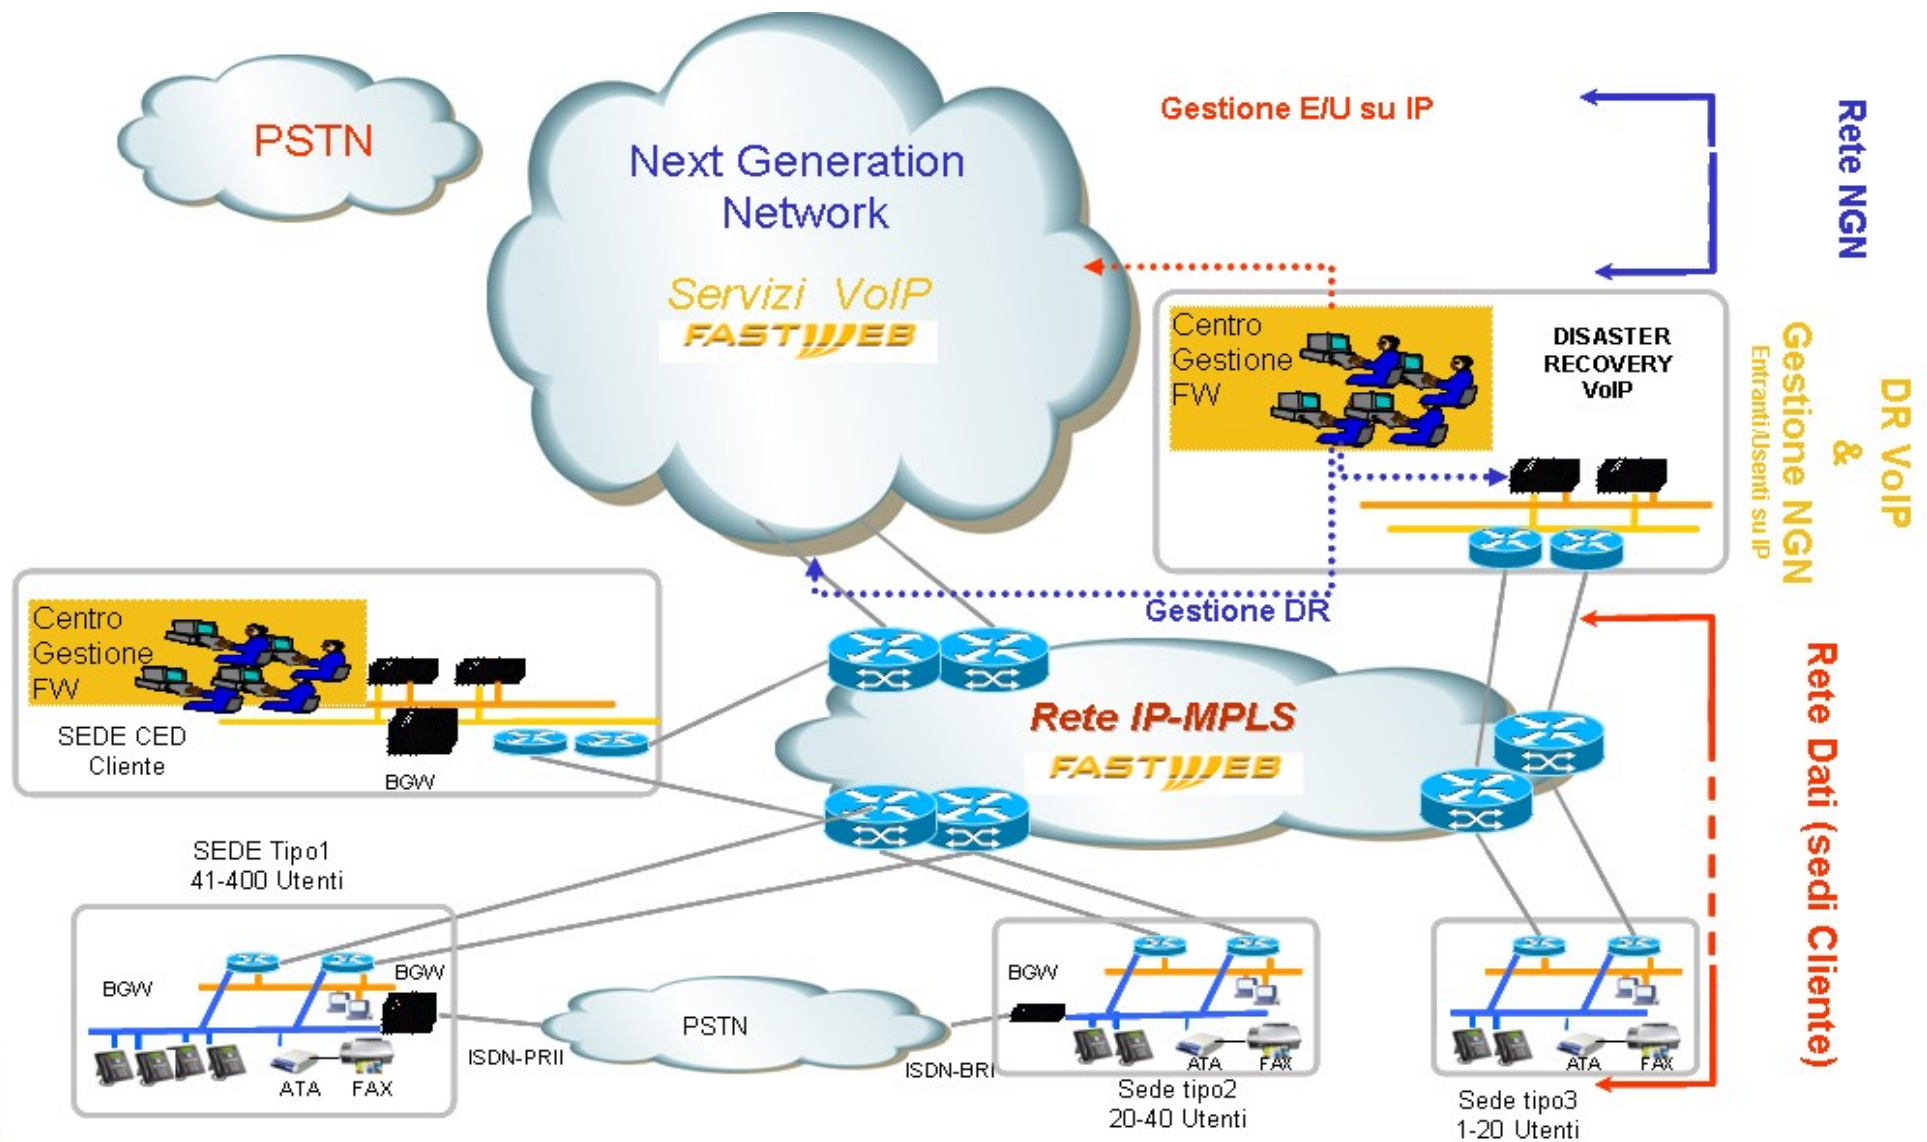 PSTN
Next Generation
Network
Servizi VoIP
FASTWEB
Gestione E/U su IP
Rete NGN
Centro
Gestione
FW
DISASTER
RECOVERY
VoIP
DR VoIP
&
Gestione NGN
Entranti/Usenti su IP
Gestione DR
Centro
Gestione
FW
SEDE CED
Cliente
BGW
Rete IP-MPLS
FASTWEB
Rete Dati (sedi Cliente)
SEDE Tipo1
41-400 Utenti
BGW
BGW
ATA
FAX
ISDN-PRII
PSTN
ISDN-BRI
BGW
ATA
FAX
Sede tipo2
20-40 Utenti
ATA
FAX
Sede tipo3
1-20 Utenti